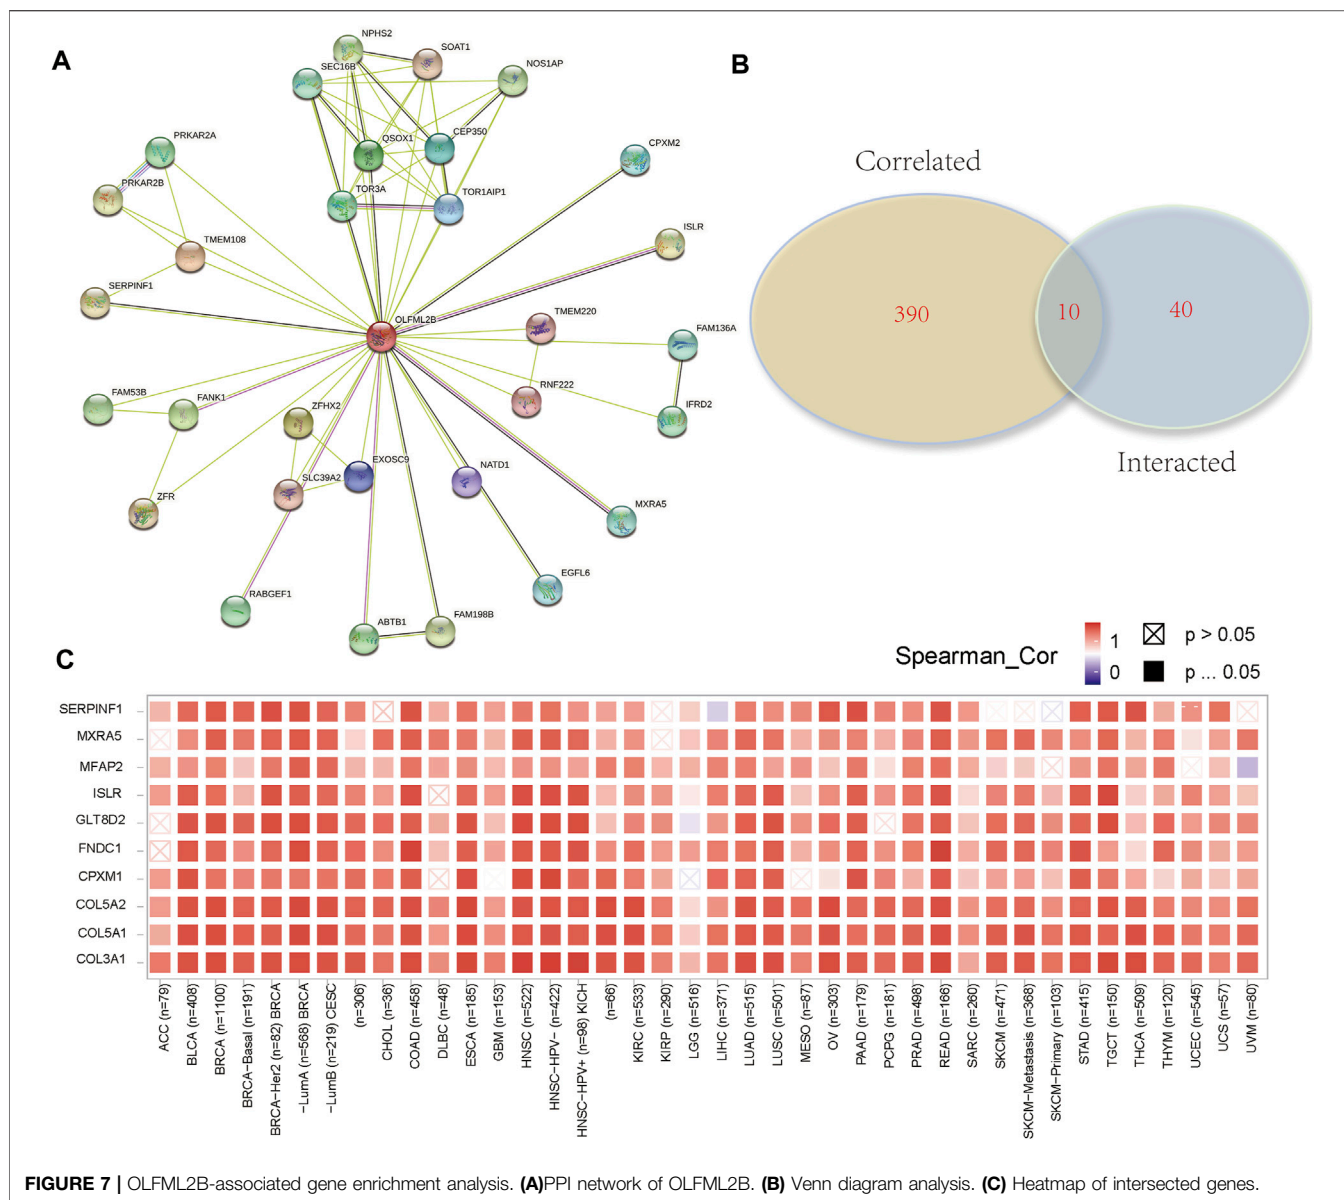 A
NPHS2
SOAT1
SEC16B
NOS1AP
B
PRKAR2A
QSOX1
CEP350
CPXM2
Correlated
PRKAR2B
TOR3A
TOR1AIP1
TMEM108
ISLR
SERPINF1
OLFML2B
TMEM220
FAM136A
390
10
40
FAM53B
FANK1
ZFHX2
RNF222
IFRD2
EXOSC9
NATD1
SLC39A2
Interacted
ZFR
MXRA5
RABGEF1
ABTB1
FAM198B
EGFL6
C
Spearman_Cor
1
0
p > 0.05
p ... 0.05
SERPINF1
MXRA5
MFAP2
ISLR
GLT8D2
FNDC1
CPXM1
COL5A2
COL5A1
COL3A1
ACC (n=79)
BLCA (n=408)
BRCA (n=1100)
BRCA-Basal (n=191)
BRCA-Her2 (n=82) BRCA
-LumA (n=568) BRCA
-LumB (n=219) CESC
(n=306)
CHOL (n=36)
COAD (n=458)
DLBC (n=48)
ESCA (n=185)
GBM (n=153)
HNSC (n=522)
HNSC-HPV- (n=422)
HNSC-HPV+ (n=98) KICH
(n=66)
KIRC (n=533)
KIRP (n=290)
LGG (n=516)
LIHC (n=371)
LUAD (n=515)
LUSC (n=501)
MESO (n=87)
OV (n=303)
PAAD (n=179)
PCPG (n=181)
PRAD (n=498)
READ (n=166)
SARC (n=260)
SKCM (n=471)
SKCM-Metastasis (n=368)
SKCM-Primary (n=103)
STAD (n=415)
TGCT (n=150)
THCA (n=509)
THYM (n=120)
UCEC (n=545)
UCS (n=57)
UVM (n=80)
FIGURE 7 | OLFML2B-associated gene enrichment analysis. (A)PPI network of OLFML2B. (B) Venn diagram analysis. (C) Heatmap of intersected genes.